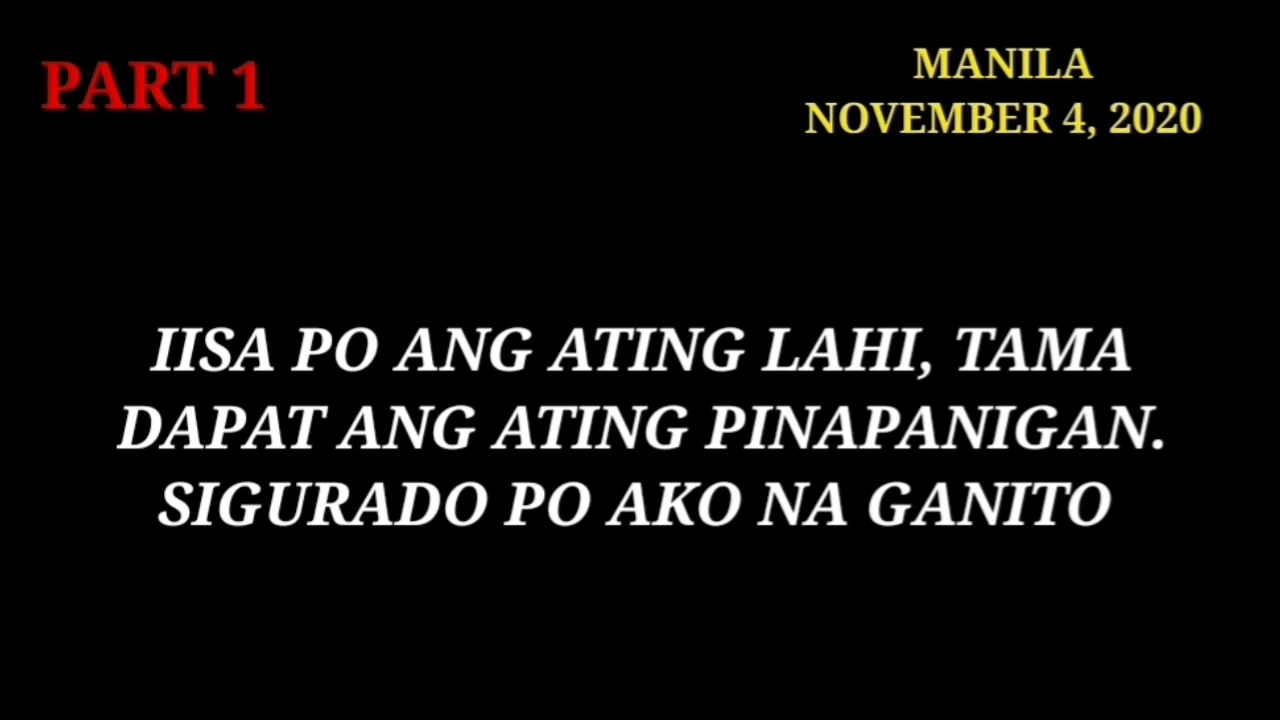 PART 1
MANILA
NOVEMBER 4, 2020
IISA PO ANG ATING LAHI, TAMA
DAPAT ANG ATING PINAPANIGAN.
SIGURADO PO AKO NA GANITO